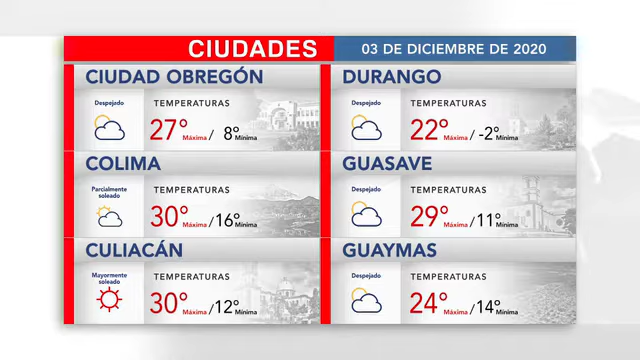 CIUDADES
03 DE DICIEMBRE DE 2020
CIUDAD OBREGÓN
Despejado
TEMPERATURAS
27° Máxima / 8° Mínima
DURANGO
Despejado
TEMPERATURAS
22° Máxima / -2° Mínima
COLIMA
Parcialmente
soleado
TEMPERATURAS
30° Máxima / 16° Mínima
GUASAVE
Despejado
TEMPERATURAS
29° Máxima / 11° Mínima
CULIACÁN
Mayormente
soleado
TEMPERATURAS
30° Máxima / 12° Mínima
GUAYMAS
Despejado
TEMPERATURAS
24° Máxima / 14° Mínima